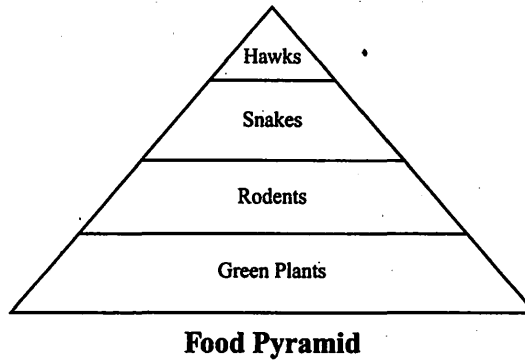 Hawks
Snakes
Rodents
Green Plants
Food Pyramid